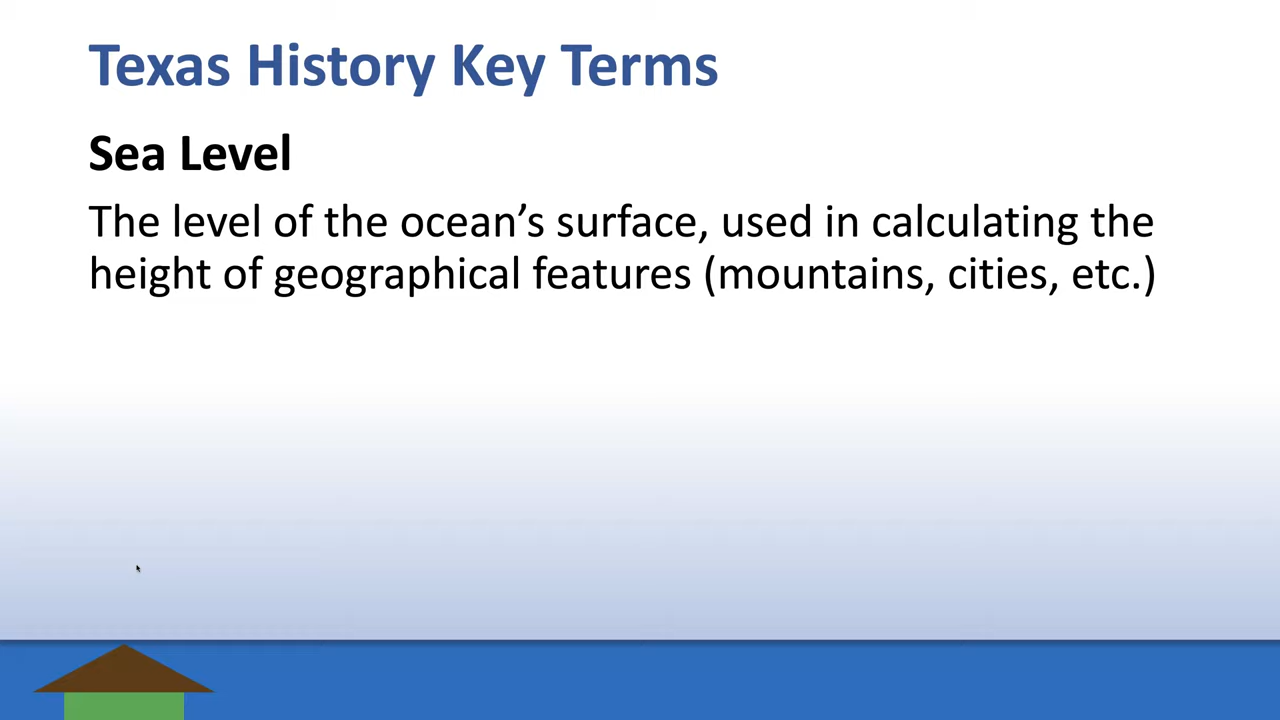 Texas History Key Terms
Sea Level
The level of the ocean’s surface, used in calculating the
height of geographical features (mountains, cities, etc.)